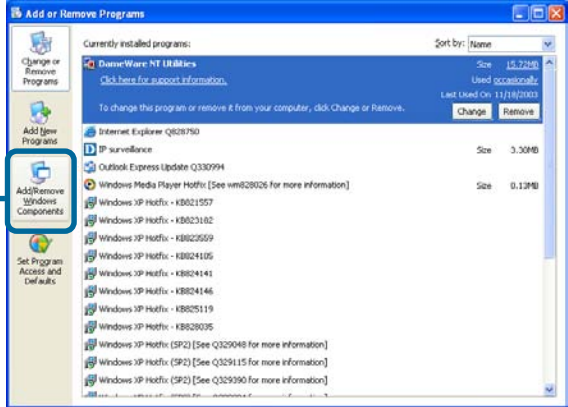 Add or Remove Programs
Change or
Remove
Programs
Add New
Programs
Add/Remove
Windows
Components
Set Program
Access and
Defaults
Currently installed programs:
Sort by: Name
DameWare NT Utilities
Size 15.72MB
Click here for support information.
Used occasionally
Last Used On 11/18/2003
To change this program or remove it from your computer, click Change or Remove.
Change Remove
Internet Explorer Q828750
IP surveillance
Size 3.30MB
Outlook Express Update Q330994
Windows Media Player Hotfix [See wm828026 for more information]
Size 0.13MB
Windows XP Hotfix - KB821557
Windows XP Hotfix - KB823182
Windows XP Hotfix - KB823559
Windows XP Hotfix - KB824105
Windows XP Hotfix - KB824141
Windows XP Hotfix - KB824146
Windows XP Hotfix - KB825119
Windows XP Hotfix - KB828035
Windows XP Hotfix (SP2) [See Q329048 for more information]
Windows XP Hotfix (SP2) [See Q329115 for more information]
Windows XP Hotfix (SP2) [See Q329390 for more information]